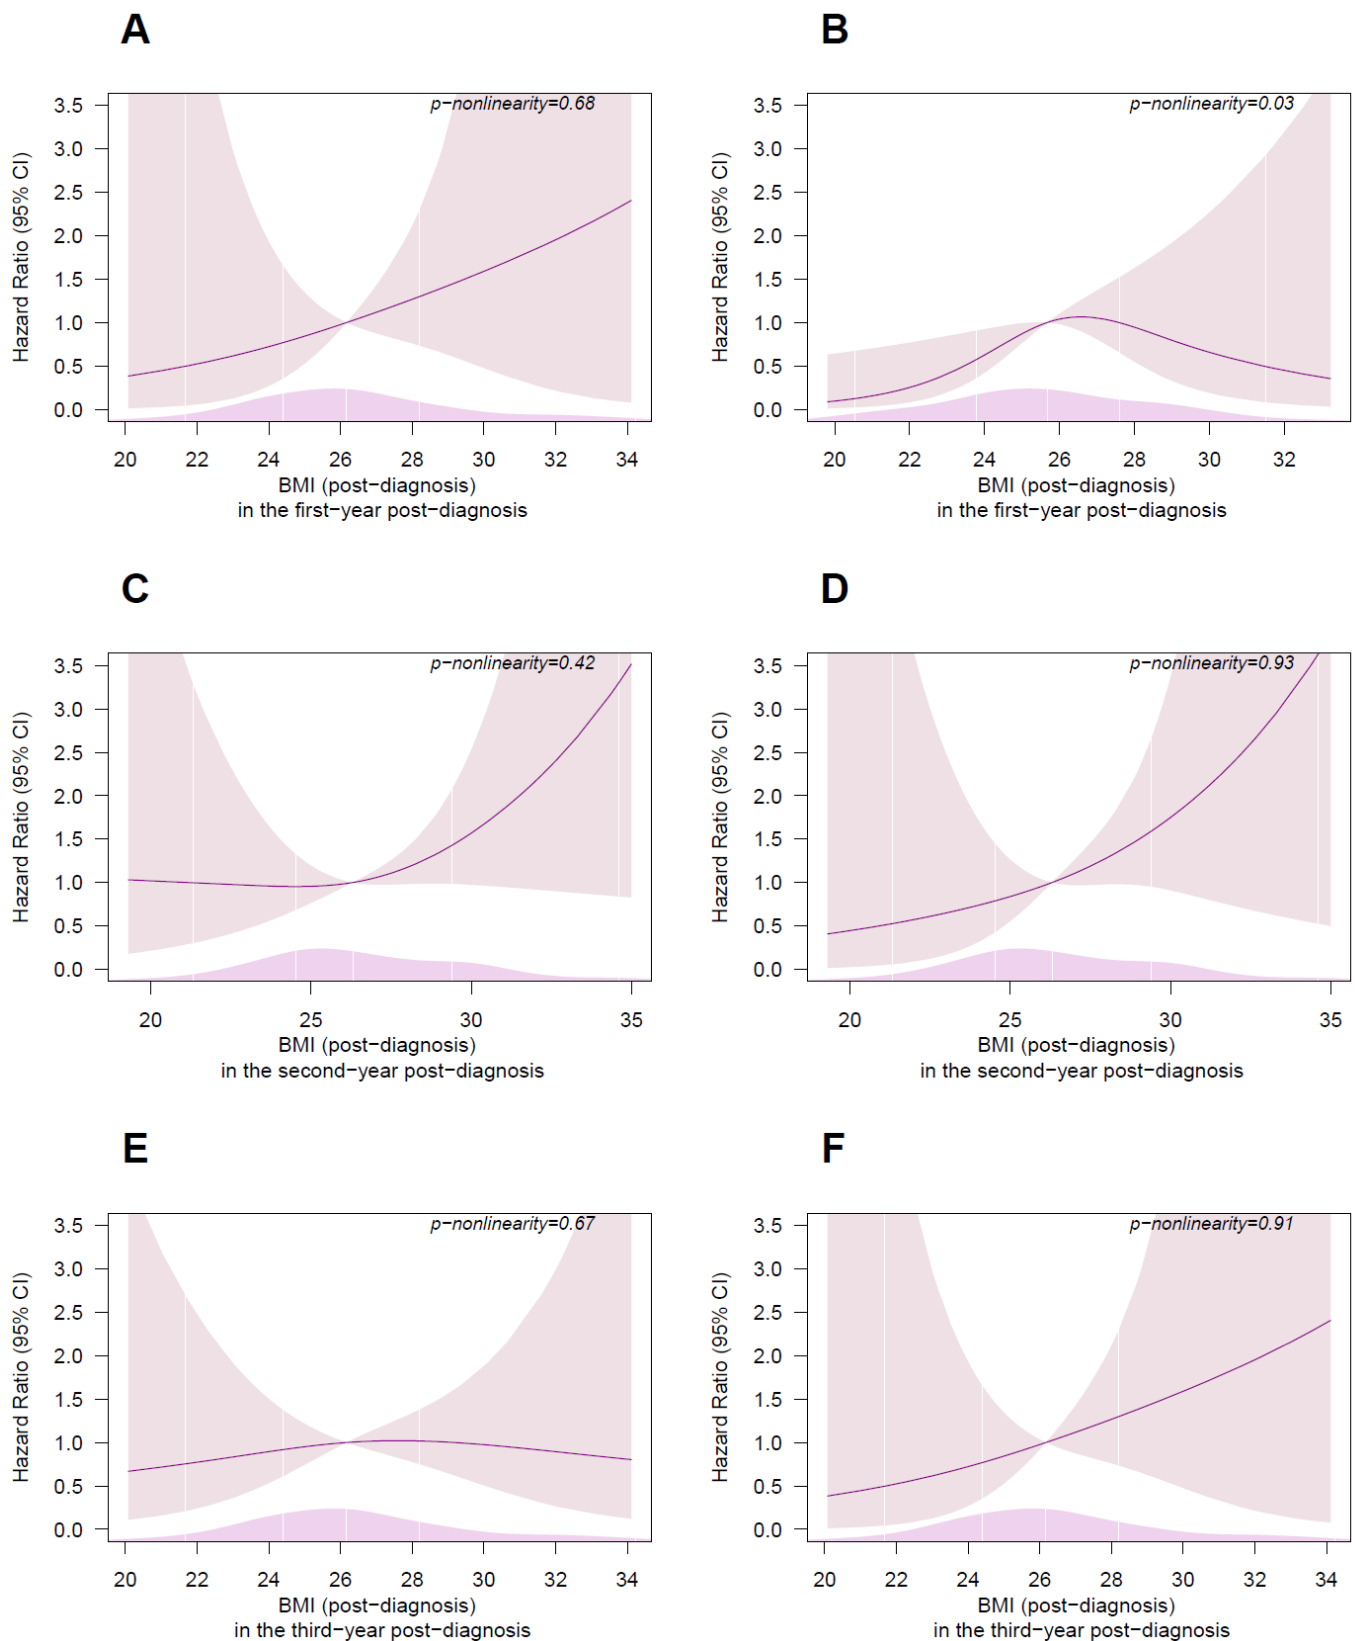 A
p-nonlinearity=0.68
Hazard Ratio (95% CI)
3.5
3.0
2.5
2.0
1.5
1.0
0.5
0.0
20 22 24 26 28 30 32 34
BMI (post-diagnosis)
in the first-year post-diagnosis
B
p-nonlinearity=0.03
Hazard Ratio (95% CI)
3.5
3.0
2.5
2.0
1.5
1.0
0.5
0.0
20 22 24 26 28 30 32
BMI (post-diagnosis)
in the first-year post-diagnosis
C
p-nonlinearity=0.42
Hazard Ratio (95% CI)
3.5
3.0
2.5
2.0
1.5
1.0
0.5
0.0
20 25 30 35
BMI (post-diagnosis)
in the second-year post-diagnosis
D
p-nonlinearity=0.93
Hazard Ratio (95% CI)
3.5
3.0
2.5
2.0
1.5
1.0
0.5
0.0
20 25 30 35
BMI (post-diagnosis)
in the second-year post-diagnosis
E
p-nonlinearity=0.67
Hazard Ratio (95% CI)
3.5
3.0
2.5
2.0
1.5
1.0
0.5
0.0
20 22 24 26 28 30 32 34
BMI (post-diagnosis)
in the third-year post-diagnosis
F
p-nonlinearity=0.91
Hazard Ratio (95% CI)
3.5
3.0
2.5
2.0
1.5
1.0
0.5
0.0
20 22 24 26 28 30 32 34
BMI (post-diagnosis)
in the third-year post-diagnosis